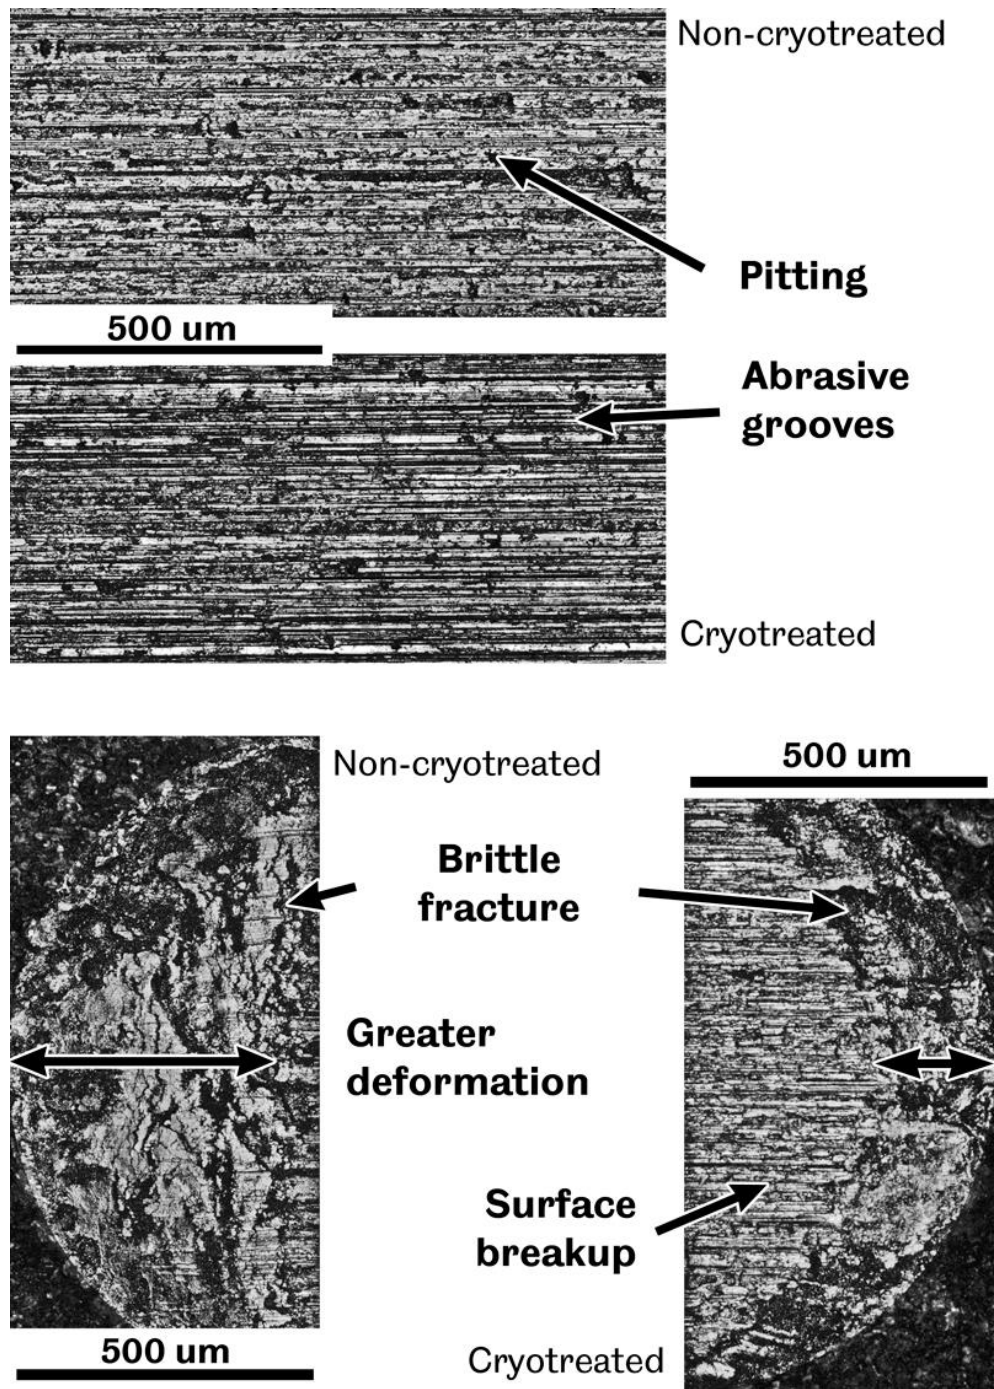 Non-cryotreated
Pitting
500 um
Abrasive
grooves
Cryotreated
Non-cryotreated
500 um
Brittle
fracture
Greater
deformation
Surface
breakup
500 um
Cryotreated